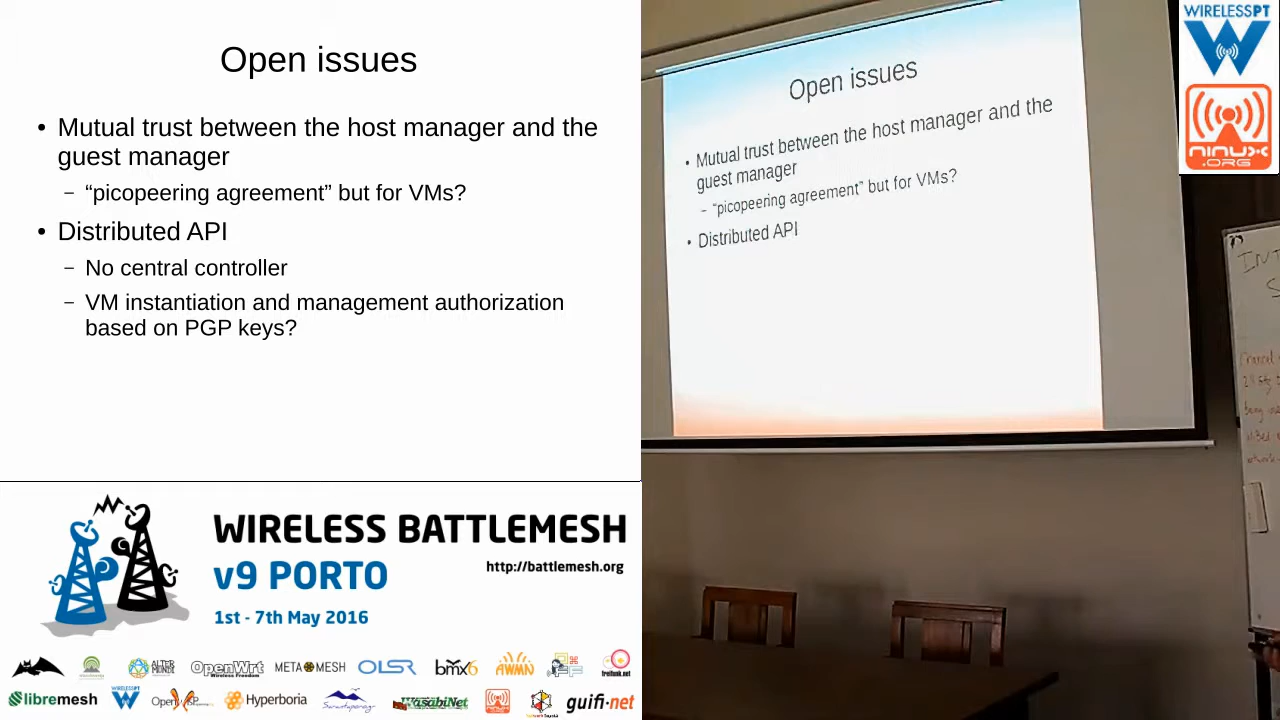 Open issues
• Mutual trust between the host manager and the
guest manager
– “picopeering agreement” but for VMs?
• Distributed API
– No central controller
– VM instantiation and management authorization
based on PGP keys?
Open issues
• Mutual trust between the host manager and the
guest manager
– “picopeering agreement” but for VMs?
• Distributed API
WIRELESSPT
NINUX
.ORG
WIRELESS BATTLEMESH
v9 PORTO
http://battlemesh.org
1st - 7th May 2016
OpenWrt
Wireless Freedom
METAMESH
OLSR
bmx6
AWMN
freifunk.net
libremesh
WIRELESSPT
Hyperboria
WasabiNet
guifi·net